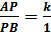 AP/PB = k/1